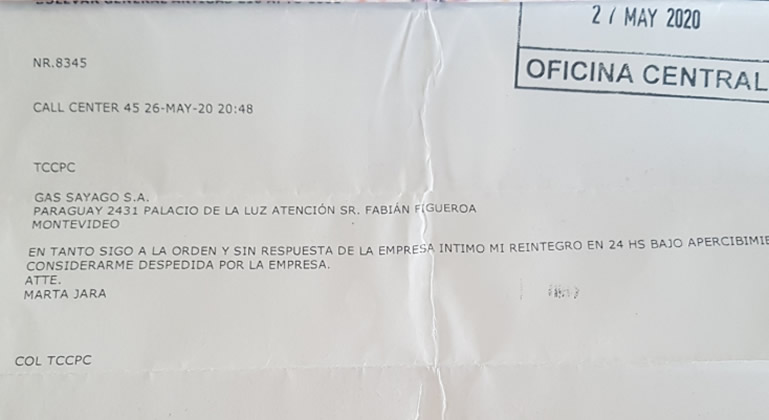 27 MAY 2020
OFICINA CENTRAL
NR.8345
CALL CENTER 45 26-MAY-20 20:48
TCCPC
GAS SAYAGO S.A.
PARAGUAY 2431 PALACIO DE LA LUZ ATENCIÓN SR. FABIÁN FIGUEROA
MONTEVIDEO
EN TANTO SIGO A LA ORDEN Y SIN RESPUESTA DE LA EMPRESA INTIMO MI REINTEGRO EN 24 HS BAJO APERCIBIMIE
CONSIDERARME DESPEDIDA POR LA EMPRESA.
ATTE.
MARTA JARA
COL TCCPC